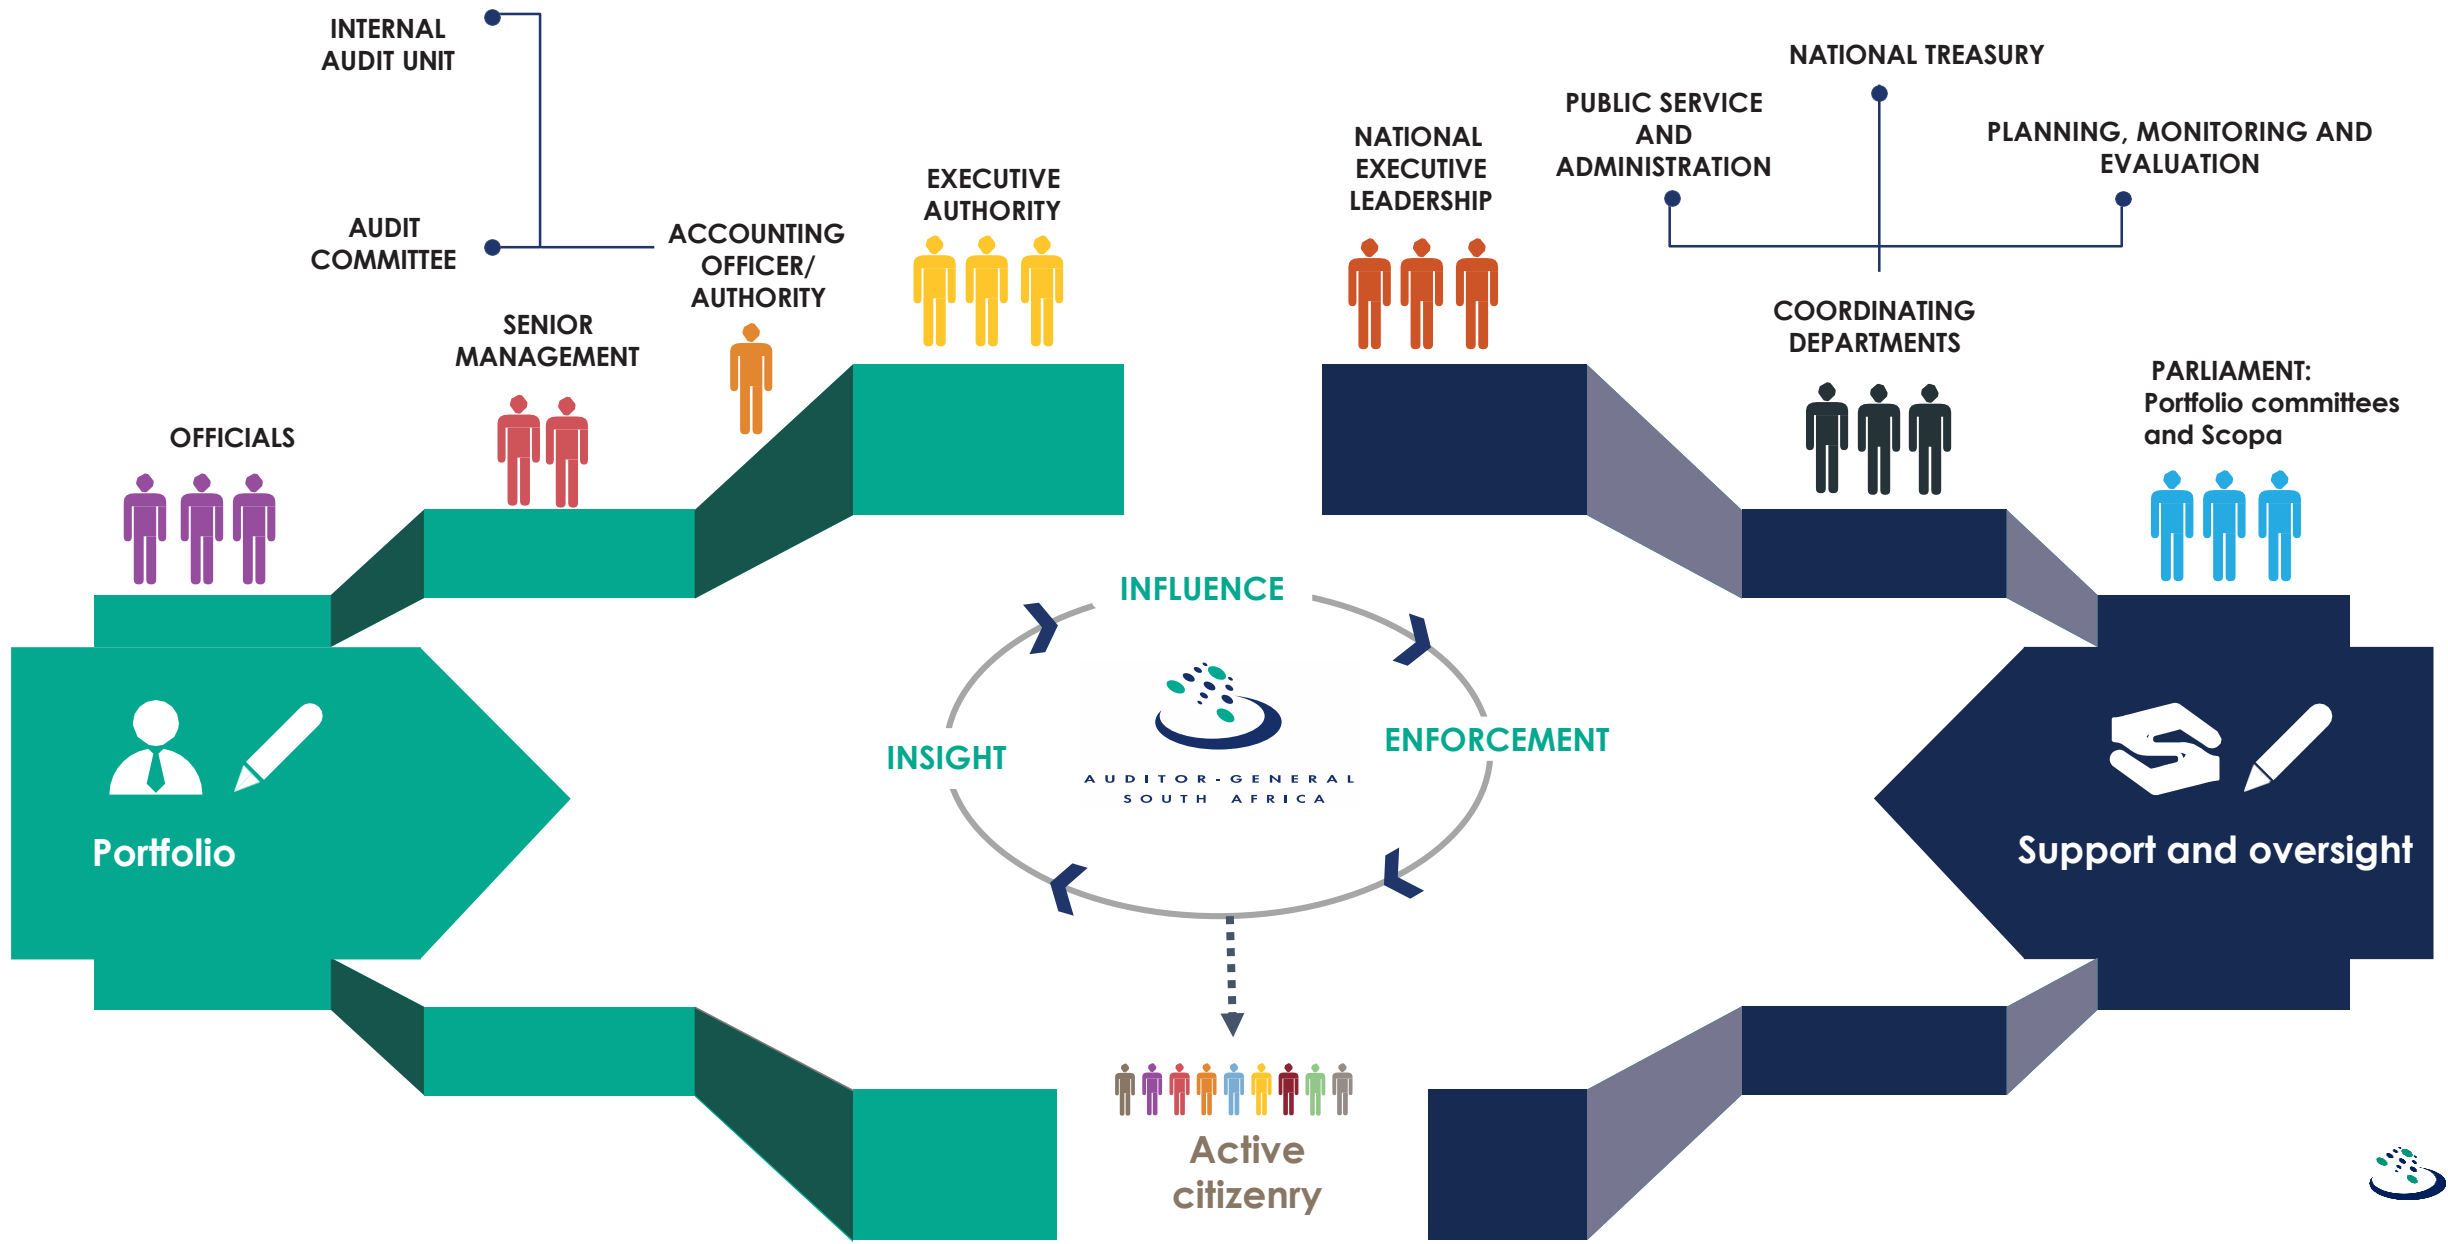 INTERNAL
AUDIT UNIT
AUDIT
COMMITTEE
OFFICIALS
SENIOR
MANAGEMENT
ACCOUNTING
OFFICER/
AUTHORITY
EXECUTIVE
AUTHORITY
NATIONAL
EXECUTIVE
LEADERSHIP
PUBLIC SERVICE
AND
ADMINISTRATION
NATIONAL TREASURY
PLANNING, MONITORING AND
EVALUATION
COORDINATING
DEPARTMENTS
PARLIAMENT:
Portfolio committees
and Scopa
Portfolio
INFLUENCE
INSIGHT
ENFORCEMENT
AUDITOR-GENERAL
SOUTH AFRICA
Support and oversight
Active
citizenry